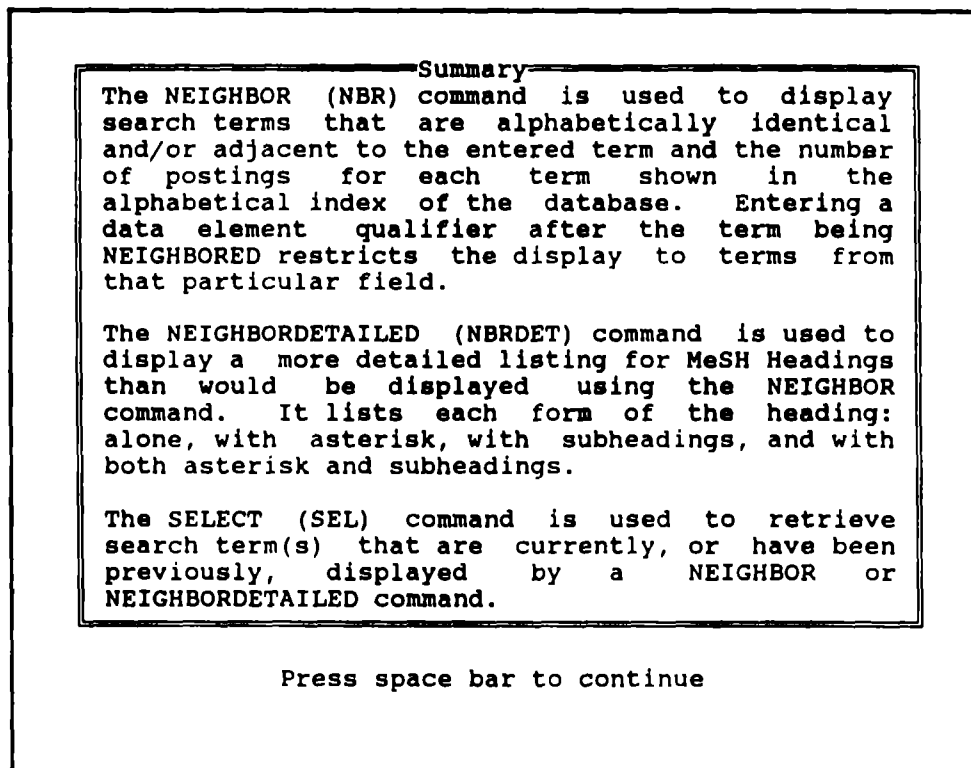 Summary
The NEIGHBOR (NBR) command is used to display
search terms that are alphabetically identical
and/or adjacent to the entered term and the number
of postings for each term shown in the
alphabetical index of the database. Entering a
data element qualifier after the term being
NEIGHBORED restricts the display to terms from
that particular field.
The NEIGHBORDETAILED (NBRDET) command is used to
display a more detailed listing for MeSH Headings
than would be displayed using the NEIGHBOR
command. It lists each form of the heading:
alone, with asterisk, with subheadings, and with
both asterisk and subheadings.
The SELECT (SEL) command is used to retrieve
search term(s) that are currently, or have been
previously, displayed by a NEIGHBOR or
NEIGHBORDETAILED command.
Press space bar to continue